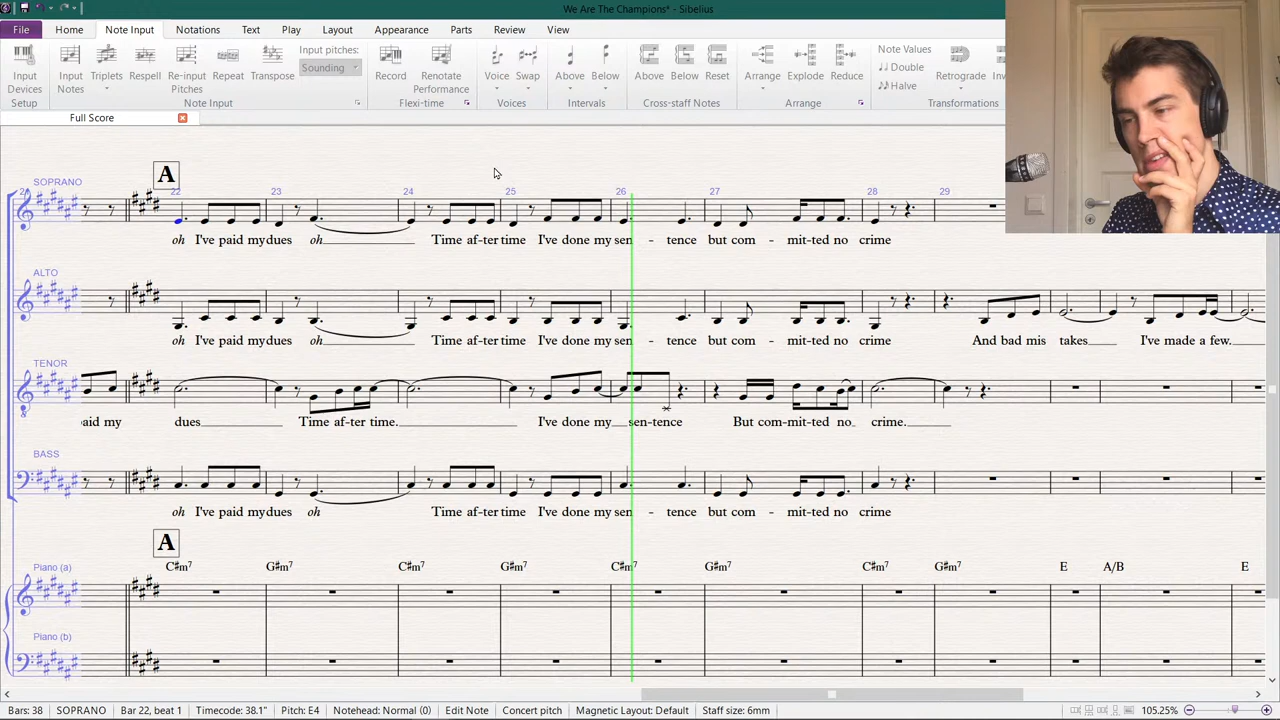 We Are The Champions* - Sibelius
File Home Note Input Notations Text Play Layout Appearance Parts Review View
Input Devices Input Notes Triplets Respell Re-input Pitches Repeat Transpose Input pitches: Sounding Record Renotate Performance Voice Swap Above Below Above Below Reset Arrange Explode Reduce Note Values Double Halve Retrograde Inv
Setup Note Input Flexi-time Voices Intervals Cross-staff Notes Arrange Transformations
Full Score
A
SOPRANO
22 23 24 25 26 27 28 29
oh I've paid my dues oh Time af-ter time I've done my sen - tence but com - mit-ted no crime
ALTO
oh I've paid my dues oh Time af-ter time I've done my sen - tence but com - mit-ted no crime And bad mis takes I've made a few.
TENOR
8
aid my dues Time af-ter time. I've done my sen-tence But com-mit-ted no crime.
BASS
oh I've paid my dues oh Time af-ter time I've done my sen - tence but com - mit-ted no crime
A
Piano (a) C♯m7 G♯m7 C♯m7 G♯m7 C♯m7 G♯m7 C♯m7 G♯m7 E A/B E
Piano (b)
Bars: 38 SOPRANO Bar 22, beat 1 Timecode: 38.1" Pitch: E4 Notehead: Normal (0) Edit Note Concert pitch Magnetic Layout: Default Staff size: 6mm 105.25%